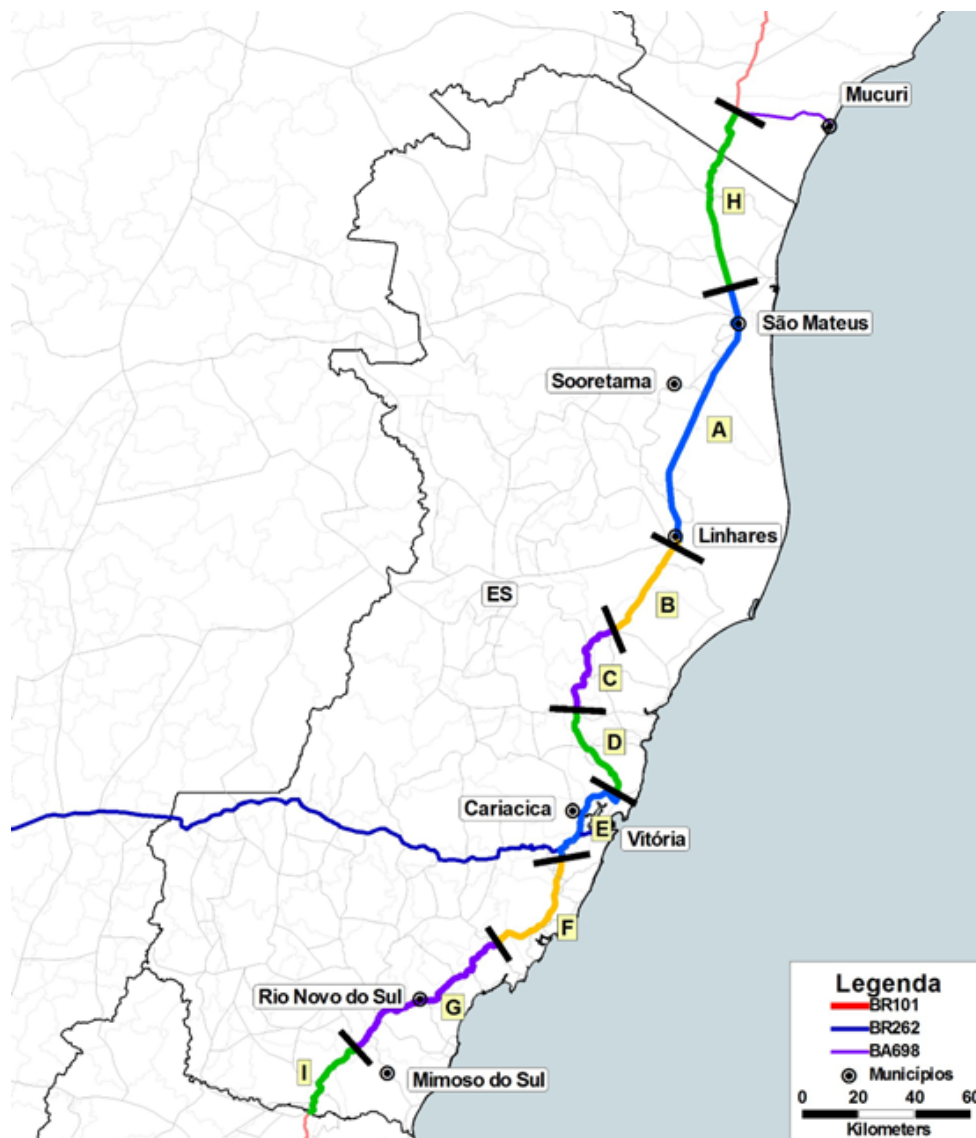 Mucuri
H
São Mateus
Sooretama
A
Linhares
ES
B
C
D
Cariacica
E
Vitória
F
Rio Novo do Sul
G
I
Mimoso do Sul
Legenda
BR101
BR262
BA698
Municípios
0 20 40 60
Kilometers